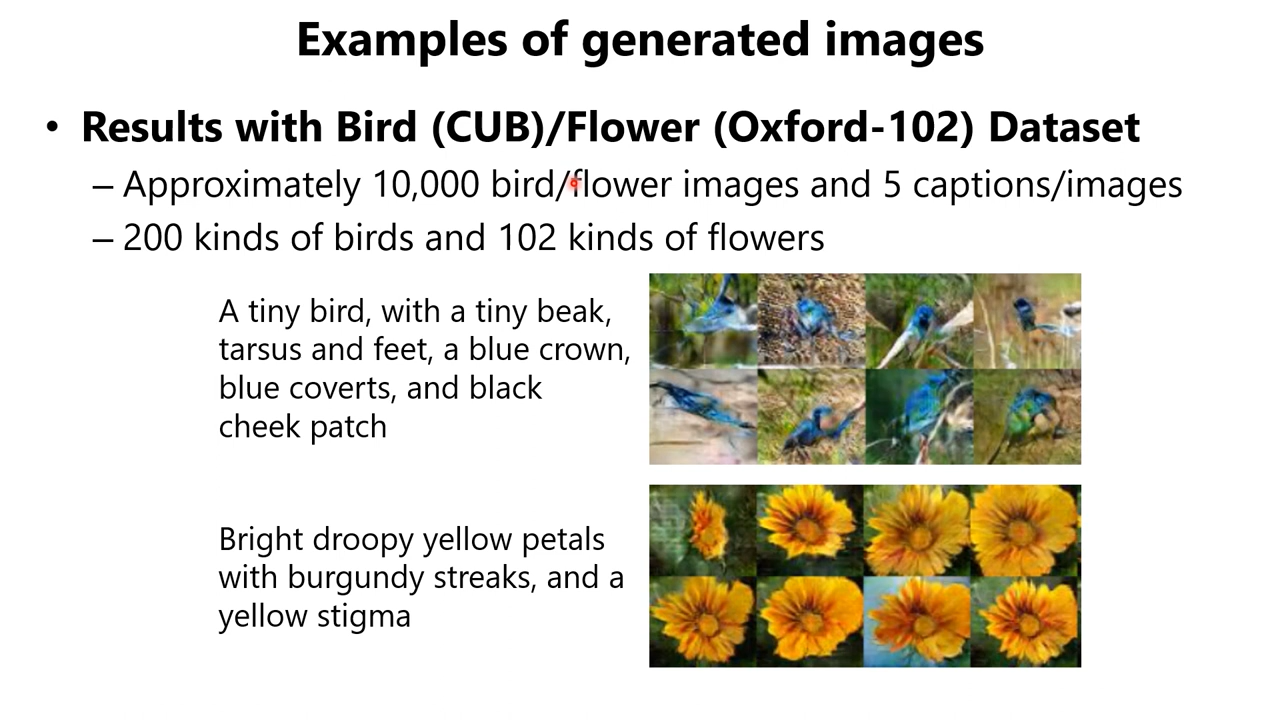 Examples of generated images
• Results with Bird (CUB)/Flower (Oxford-102) Dataset
– Approximately 10,000 bird/flower images and 5 captions/images
– 200 kinds of birds and 102 kinds of flowers
A tiny bird, with a tiny beak,
tarsus and feet, a blue crown,
blue coverts, and black
cheek patch
Bright droopy yellow petals
with burgundy streaks, and a
yellow stigma